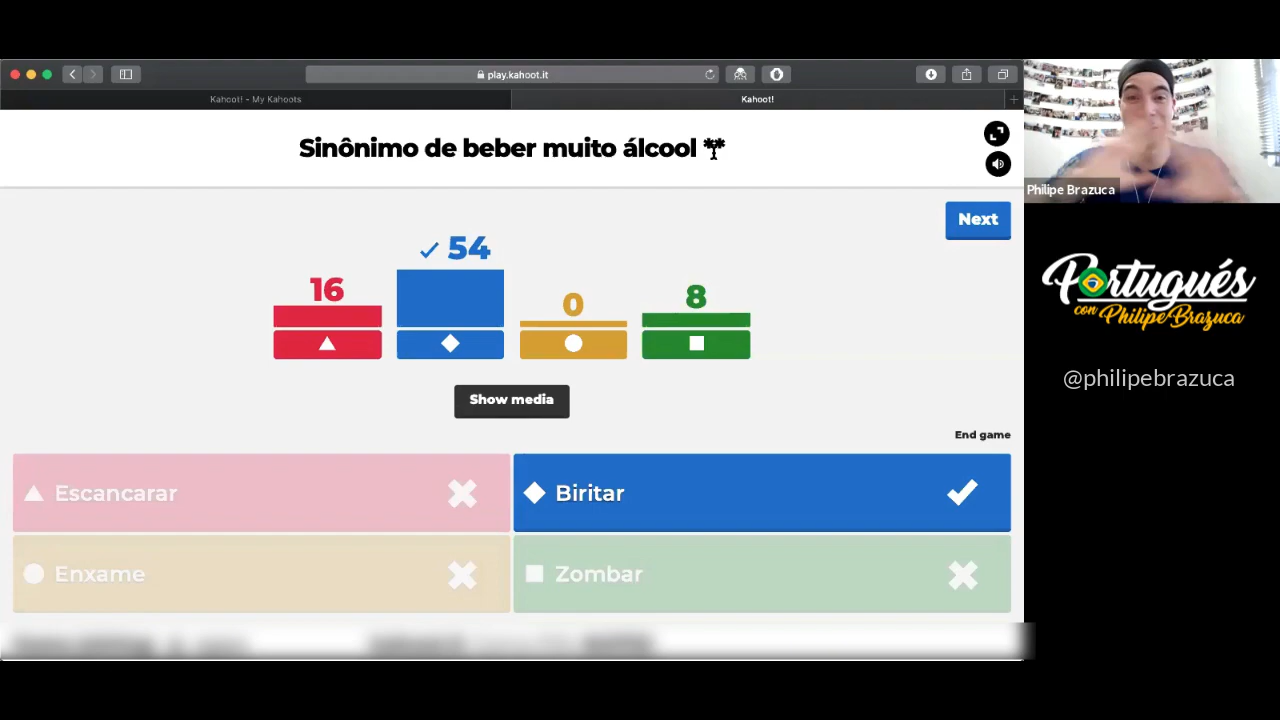 play.kahoot.it
Kahoot! - My Kahoots
Kahoot!
Sinônimo de beber muito álcool
Philipe Brazuca
Next
16
54
0
8
Show media
End game
Escancarar
Biritar
Enxame
Zombar
Portugués
con Philipe Brazuca
@philipebrazuca